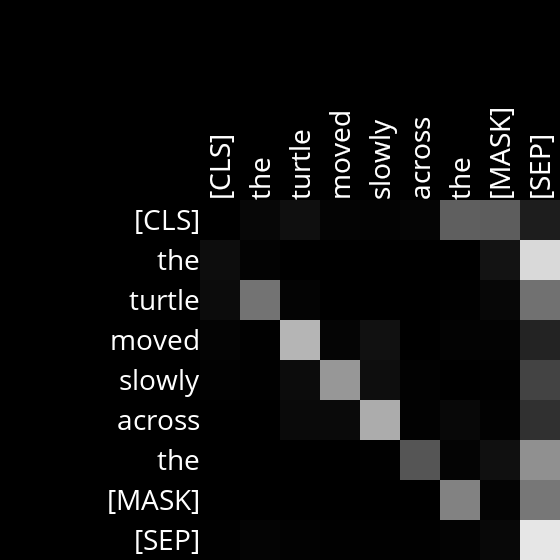 [CLS]
the
turtle
moved
slowly
across
the
[MASK]
[SEP]
[CLS]
the
turtle
moved
slowly
across
the
[MASK]
[SEP]